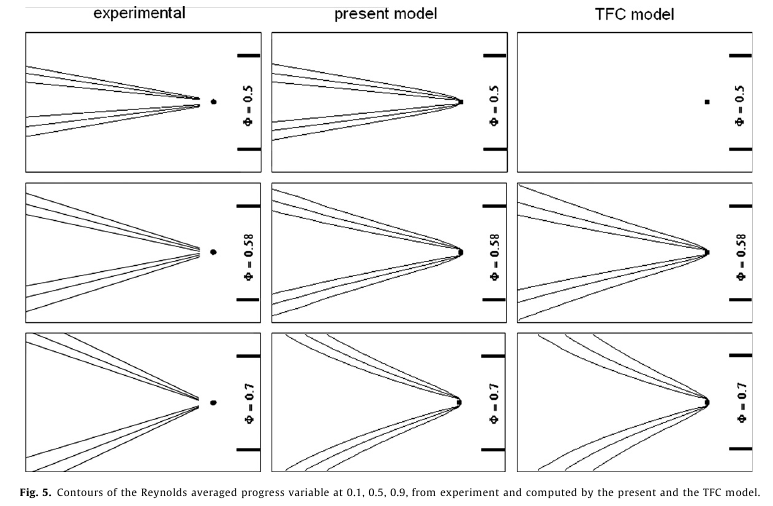 experimental present model TFC model
Φ = 0.5 Φ = 0.5 Φ = 0.5
Φ = 0.58 Φ = 0.58 Φ = 0.58
Φ = 0.7 Φ = 0.7 Φ = 0.7
Fig. 5. Contours of the Reynolds averaged progress variable at 0.1, 0.5, 0.9, from experiment and computed by the present and the TFC model.